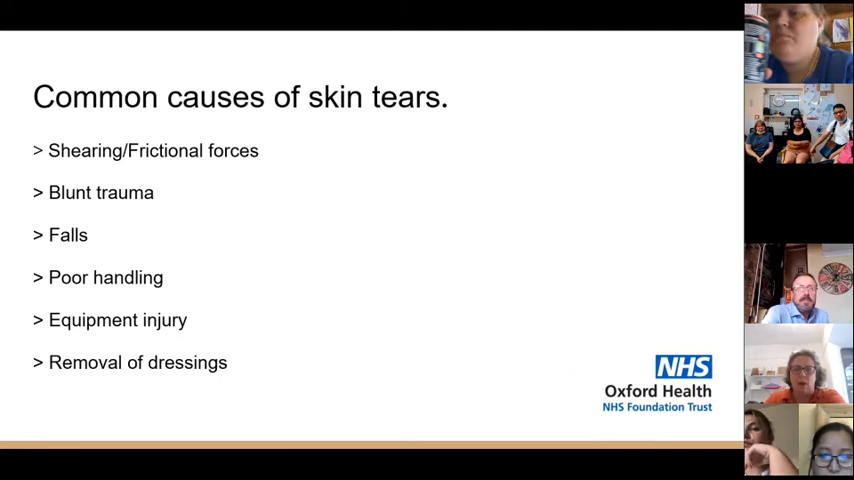 Common causes of skin tears.
> Shearing/Frictional forces
> Blunt trauma
> Falls
> Poor handling
> Equipment injury
> Removal of dressings
NHS
Oxford Health
NHS Foundation Trust